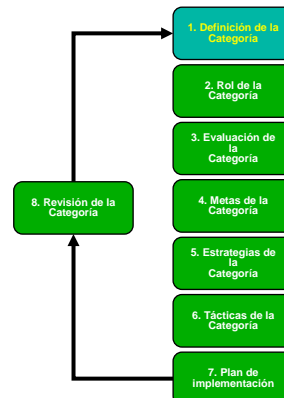 1. Definición de la
Categoría
2. Rol de la
Categoría
3. Evaluación de
la
Categoría
4. Metas de la
Categoría
8. Revisión de la
Categoría
5. Estrategias de
la
Categoría
6. Tácticas de la
Categoría
7. Plan de
implementación